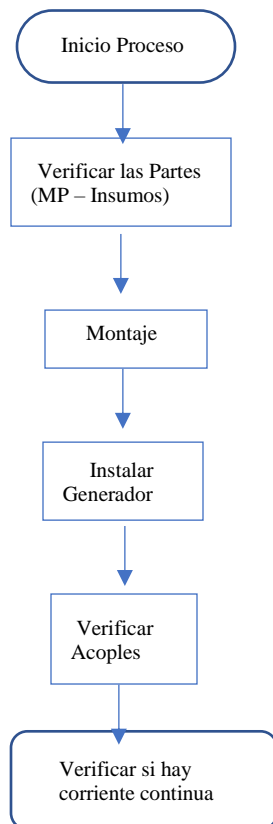 Inicio Proceso
Verificar las Partes
(MP – Insumos)
Montaje
Instalar
Generador
Verificar
Acoples
Verificar si hay
corriente continua